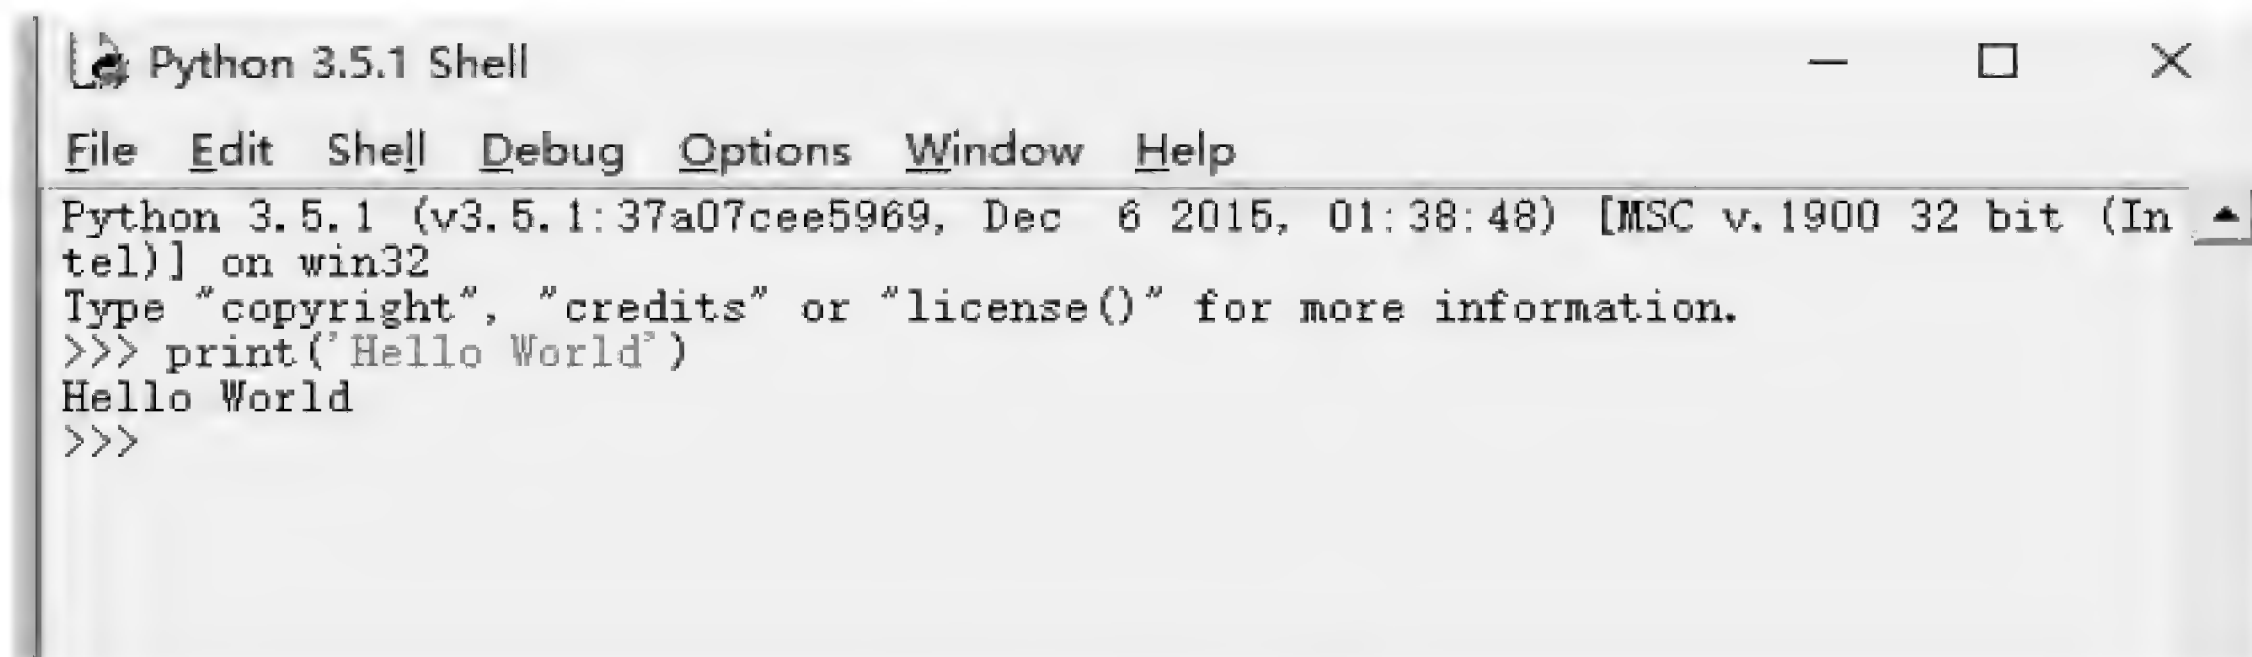 Python 3.5.1 Shell
File Edit Shell Debug Options Window Help
Python 3.5.1 (v3.5.1:37a07cee5969, Dec  6 2015, 01:38:48) [MSC v.1900 32 bit (In
tel)] on win32
Type "copyright", "credits" or "license()" for more information.
>>> print('Hello World')
Hello World
>>>